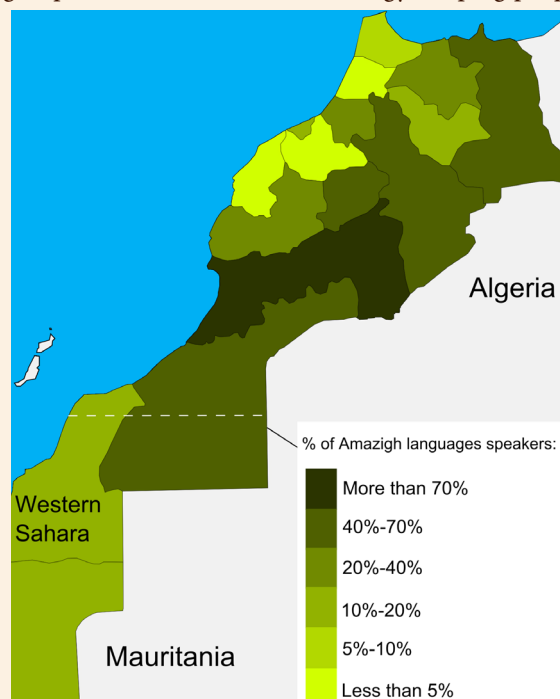 Algeria
% of Amazigh languages speakers:
More than 70%
40%-70%
20%-40%
10%-20%
5%-10%
Less than 5%
Western
Sahara
Mauritania